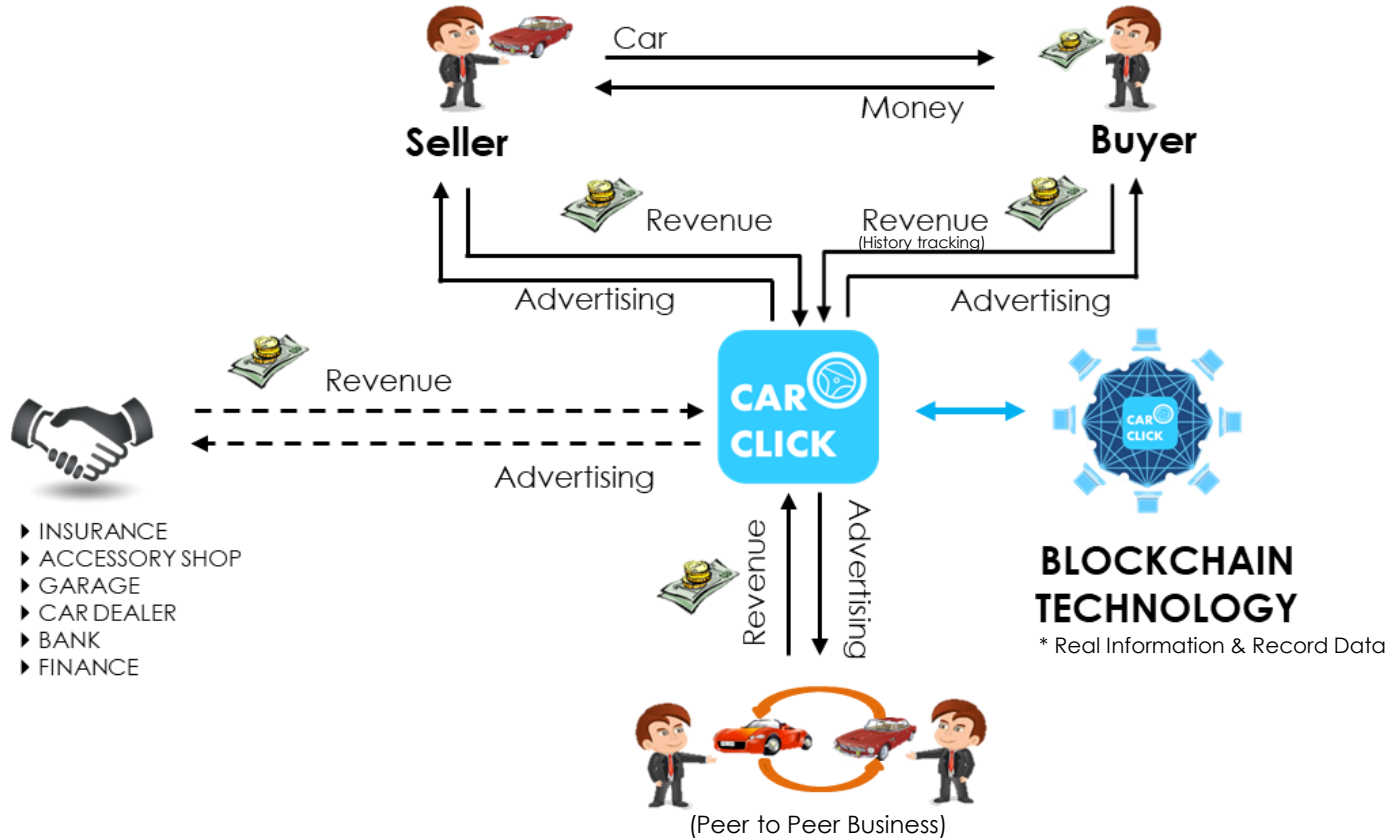 Car
Money
Seller
Buyer
Revenue
Revenue
(History tracking)
Advertising
Advertising
Revenue
CAR
CLICK
CAR
CLICK
Advertising
Revenue
Advertising
INSURANCE
ACCESSORY SHOP
GARAGE
CAR DEALER
BANK
FINANCE
BLOCKCHAIN
TECHNOLOGY
* Real Information & Record Data
(Peer to Peer Business)